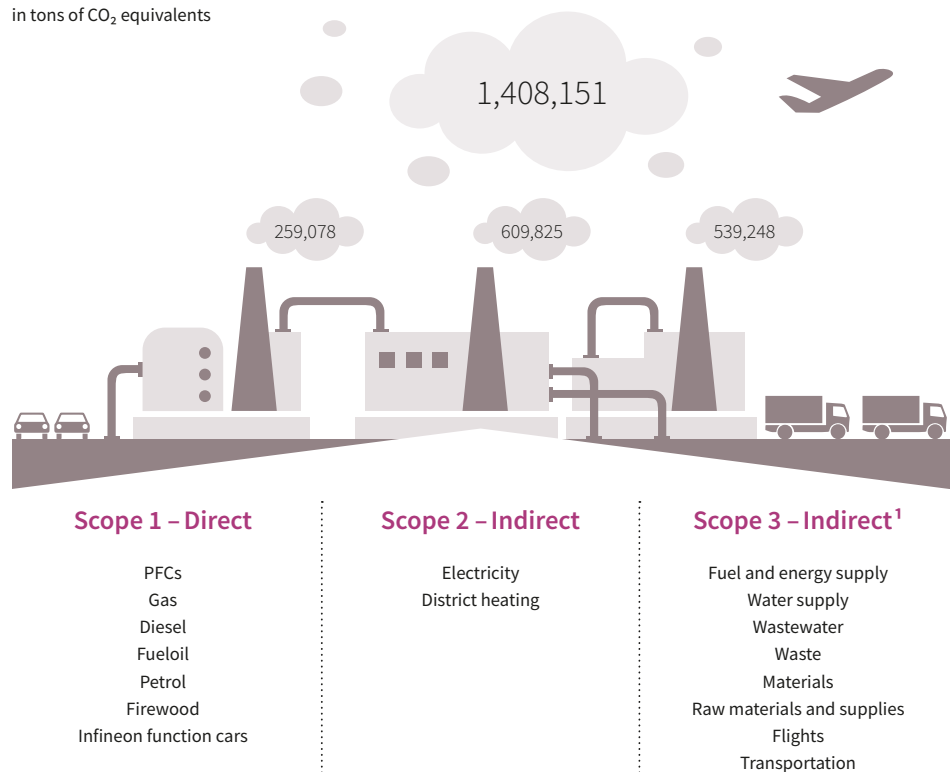 in tons of CO₂ equivalents
1,408,151
259,078
609,825
539,248
Scope 1 – Direct
PFCs
Gas
Diesel
Fueloil
Petrol
Firewood
Infineon function cars
Scope 2 – Indirect
Electricity
District heating
Scope 3 – Indirect¹
Fuel and energy supply
Water supply
Wastewater
Waste
Materials
Raw materials and supplies
Flights
Transportation